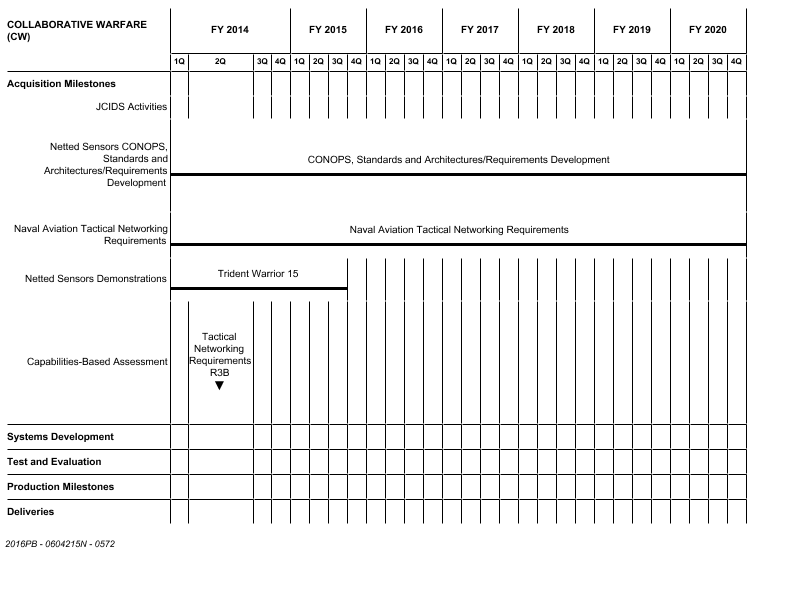 COLLABORATIVE WARFARE
(CW)
FY 2014 FY 2015 FY 2016 FY 2017 FY 2018 FY 2019 FY 2020
1Q 2Q 3Q 4Q 1Q 2Q 3Q 4Q 1Q 2Q 3Q 4Q 1Q 2Q 3Q 4Q 1Q 2Q 3Q 4Q 1Q 2Q 3Q 4Q 1Q 2Q 3Q 4Q
Acquisition Milestones
JCIDS Activities
Netted Sensors CONOPS,
Standards and
Architectures/Requirements
Development
CONOPS, Standards and Architectures/Requirements Development
Naval Aviation Tactical Networking
Requirements
Naval Aviation Tactical Networking Requirements
Netted Sensors Demonstrations
Trident Warrior 15
Capabilities-Based Assessment
Tactical
Networking
Requirements
R3B
Systems Development
Test and Evaluation
Production Milestones
Deliveries
2016PB - 0604215N - 0572